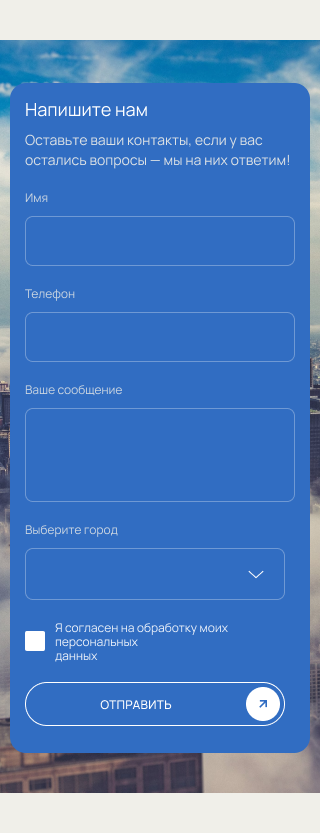 Напишите нам
Оставьте ваши контакты, если у вас
остались вопросы — мы на них ответим!
Имя
Телефон
Ваше сообщение
Выберите город
Я согласен на обработку моих
персональных
данных
ОТПРАВИТЬ